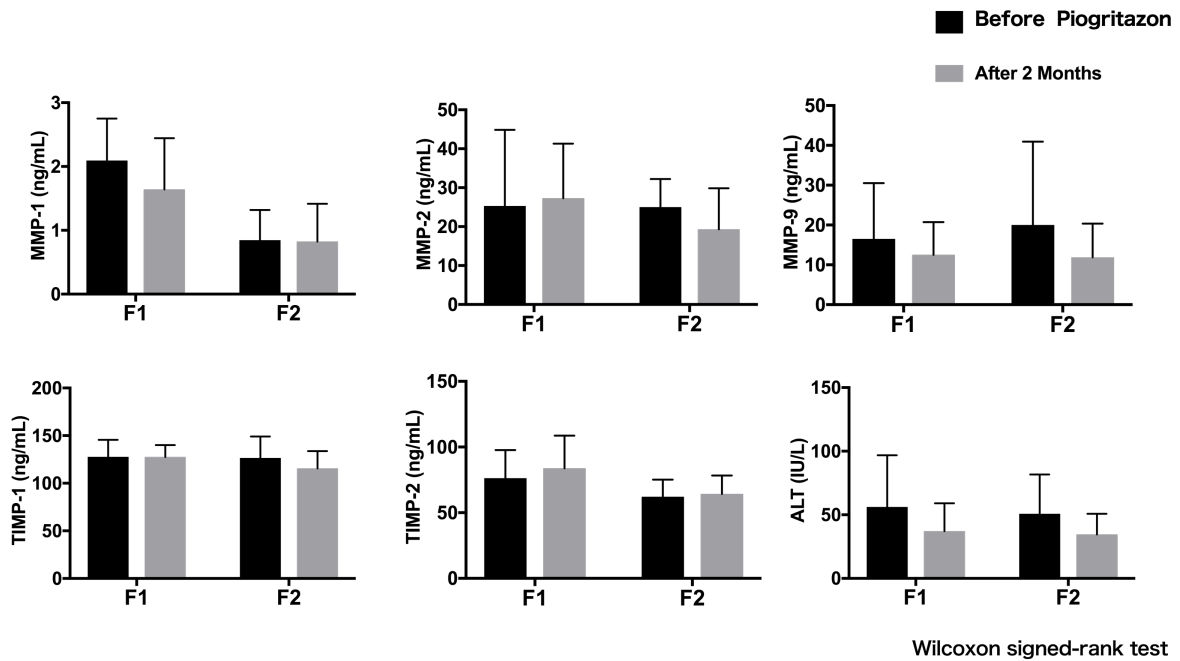 Before Piogritazon
After 2 Months
MMP-1 (ng/mL)
3
2
1
0
F1
F2
MMP-2 (ng/mL)
50
40
30
20
10
0
F1
F2
MMP-9 (ng/mL)
50
40
30
20
10
0
F1
F2
TIMP-1 (ng/mL)
200
150
100
50
0
F1
F2
TIMP-2 (ng/mL)
150
100
50
0
F1
F2
ALT (IU/L)
150
100
50
0
F1
F2
Wilcoxon signed-rank test